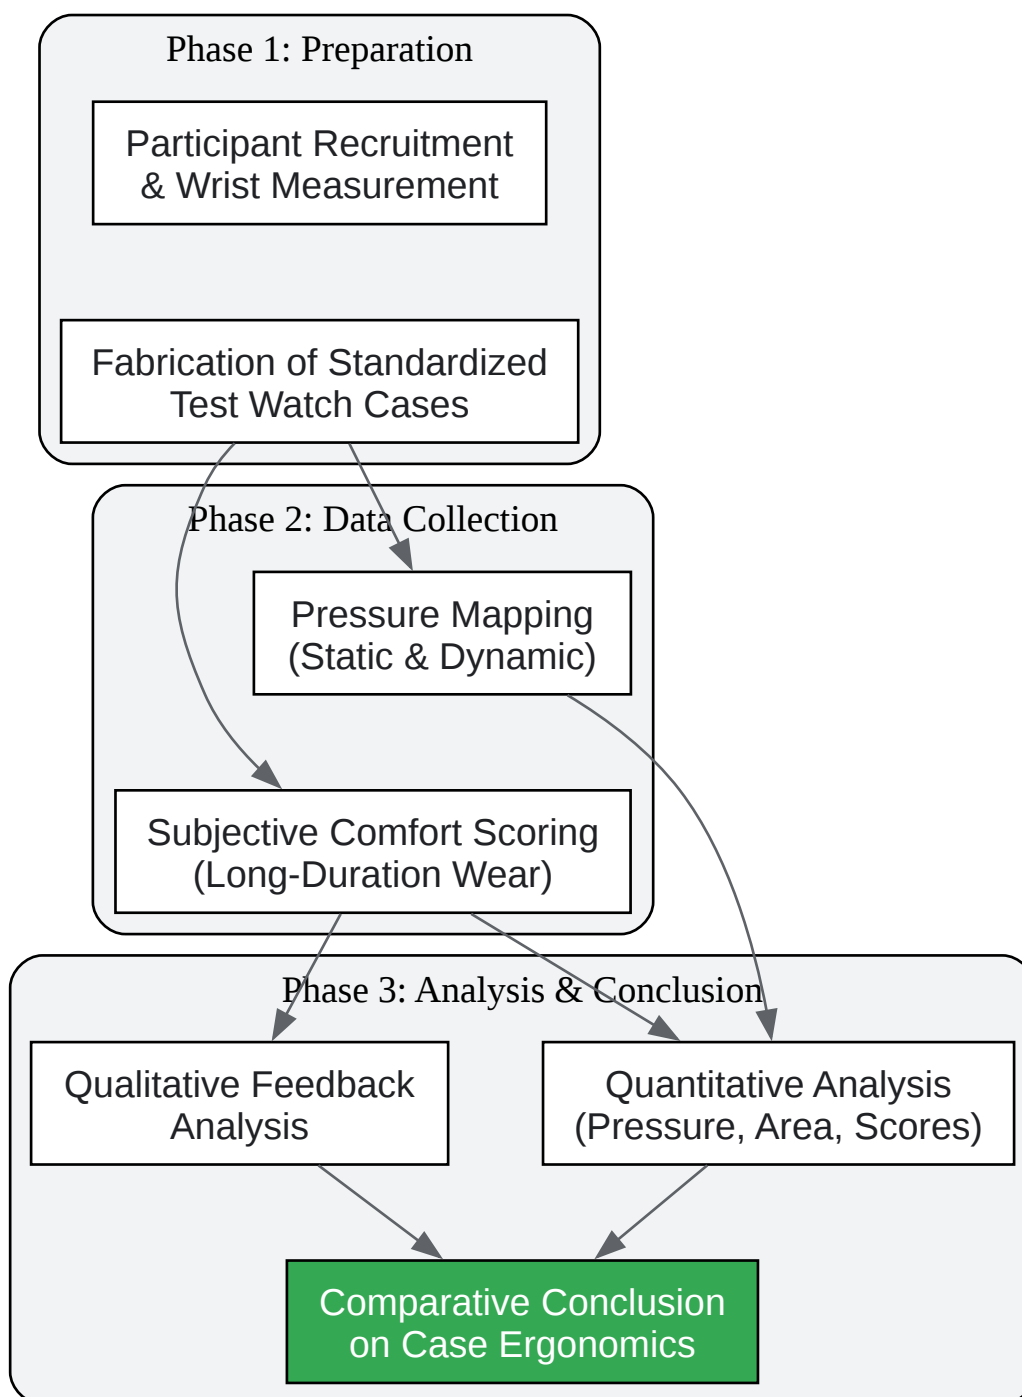 Phase 1: Preparation
Participant Recruitment
& Wrist Measurement
Fabrication of Standardized
Test Watch Cases
Phase 2: Data Collection
Pressure Mapping
(Static & Dynamic)
Subjective Comfort Scoring
(Long-Duration Wear)
Phase 3: Analysis & Conclusion
Qualitative Feedback
Analysis
Quantitative Analysis
(Pressure, Area, Scores)
Comparative Conclusion
on Case Ergonomics